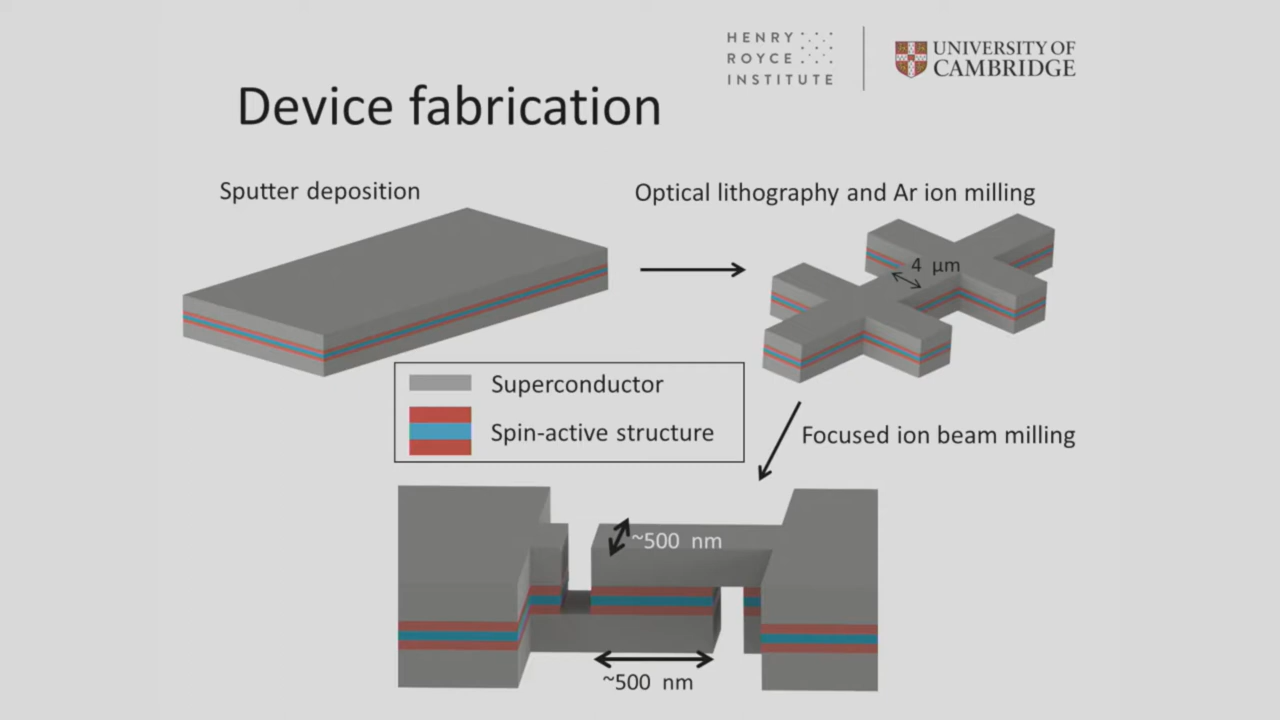 HENRY
ROYCE
INSTITUTE
UNIVERSITY OF
CAMBRIDGE
Device fabrication
Sputter deposition
Optical lithography and Ar ion milling
4 μm
Superconductor
Spin-active structure
Focused ion beam milling
~500 nm
~500 nm